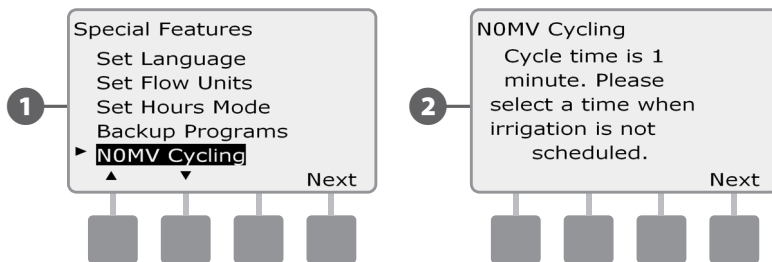 1
Special Features
Set Language
Set Flow Units
Set Hours Mode
Backup Programs
► N0MV Cycling
▲ ▼ Next
2
N0MV Cycling
Cycle time is 1
minute. Please
select a time when
irrigation is not
scheduled.
Next